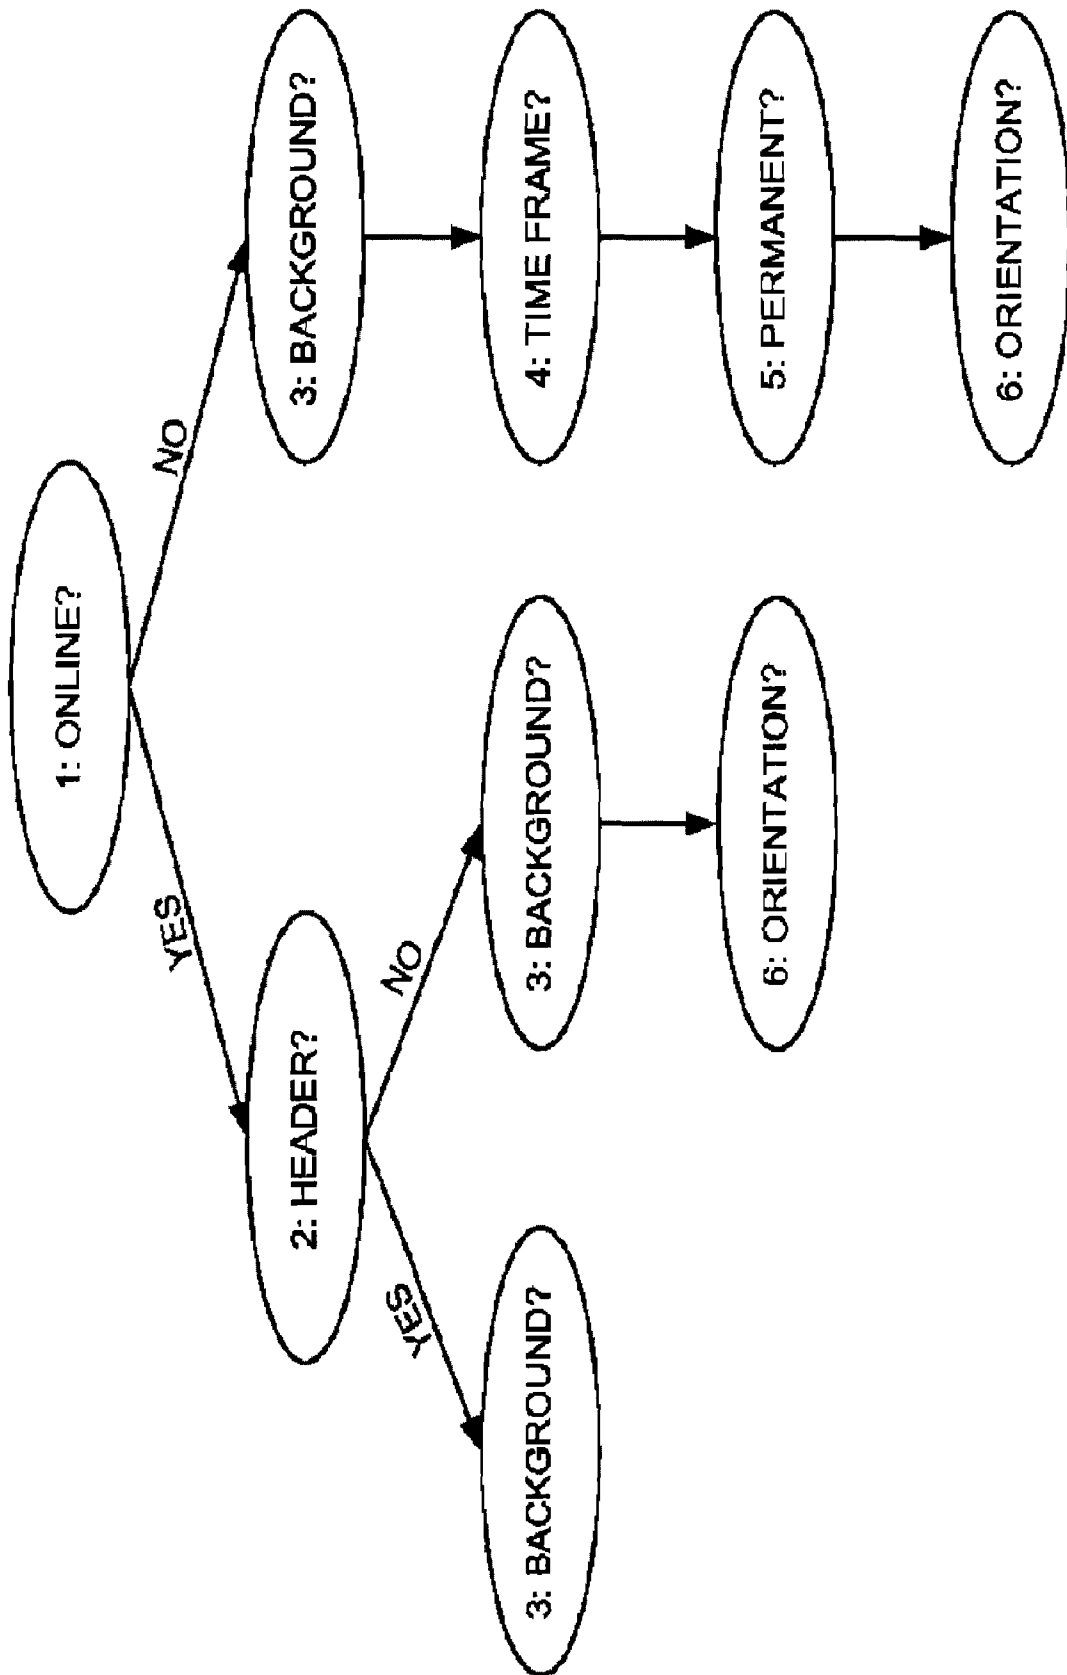 1: ONLINE?
YES
NO
2: HEADER?
3: BACKGROUND?
YES
NO
3: BACKGROUND?
3: BACKGROUND?
4: TIME FRAME?
6: ORIENTATION?
5: PERMANENT?
6: ORIENTATION?